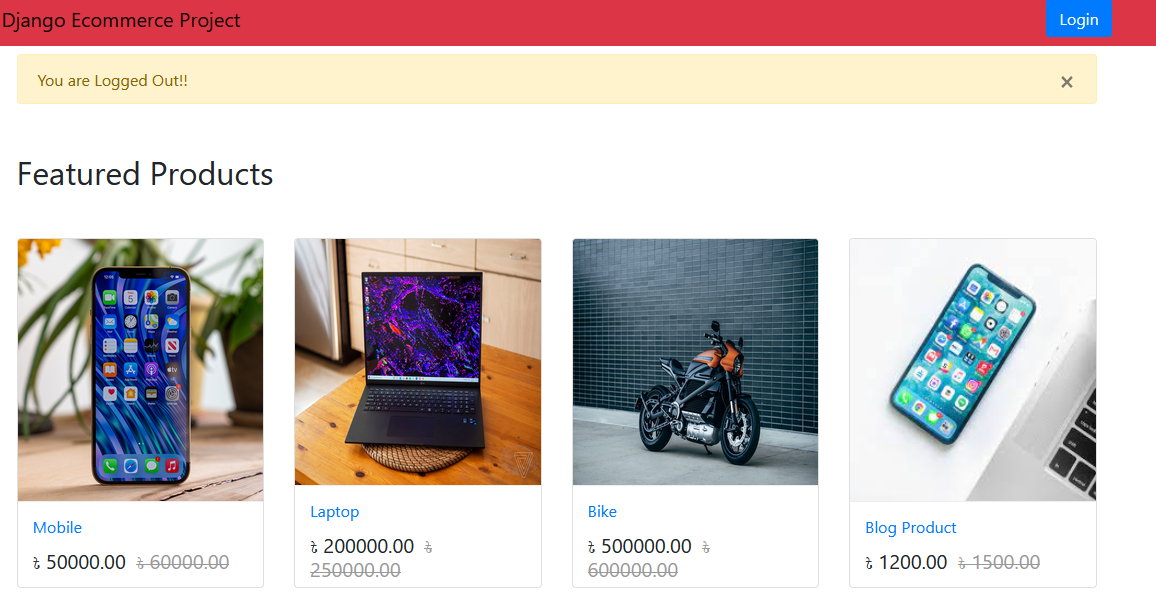 Django Ecommerce Project
Login
You are Logged Out!!
×
Featured Products
Mobile
৳ 50000.00 ৳ 60000.00
Laptop
৳ 200000.00 ৳
250000.00
Bike
৳ 500000.00 ৳
600000.00
Blog Product
৳ 1200.00 ৳ 1500.00